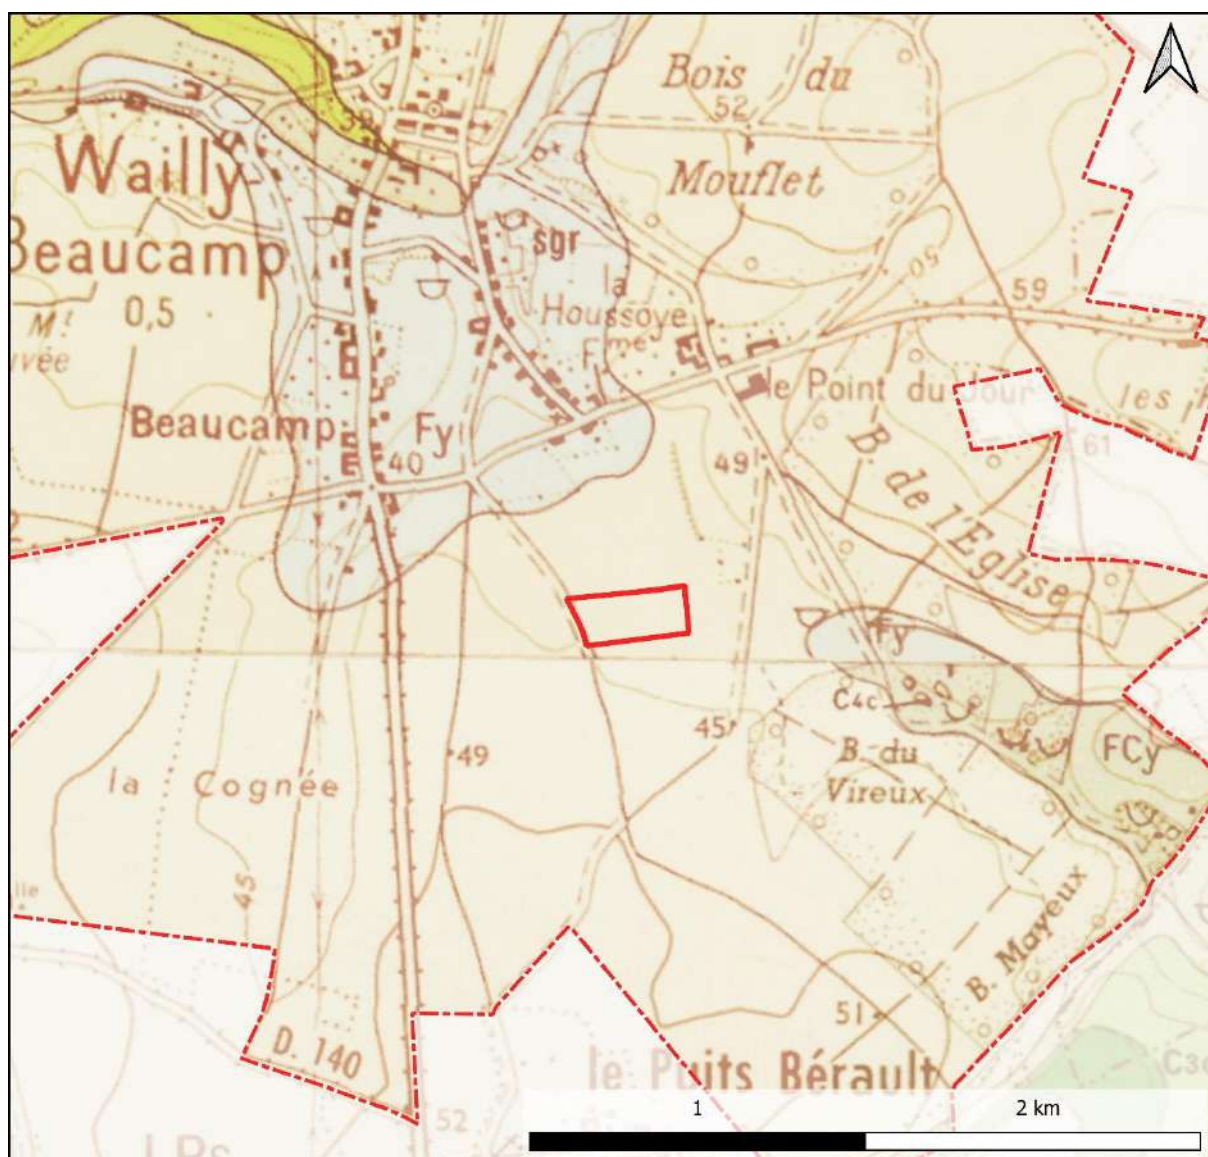 Bois du
52
Mouflet
Wailly
Beaucamp
sgr
0,5
la
Houssoye
Fme
50
59
le Point du Jour
les
Beaucamp
Fy
40
49
61
B. de l'Eglise
Fy
C4c
FCy
45
49
B. du
Vireux
la Cognée
45
B. Mayeux
51
D. 140
le Puits Bérault
52
LPs
1
2 km